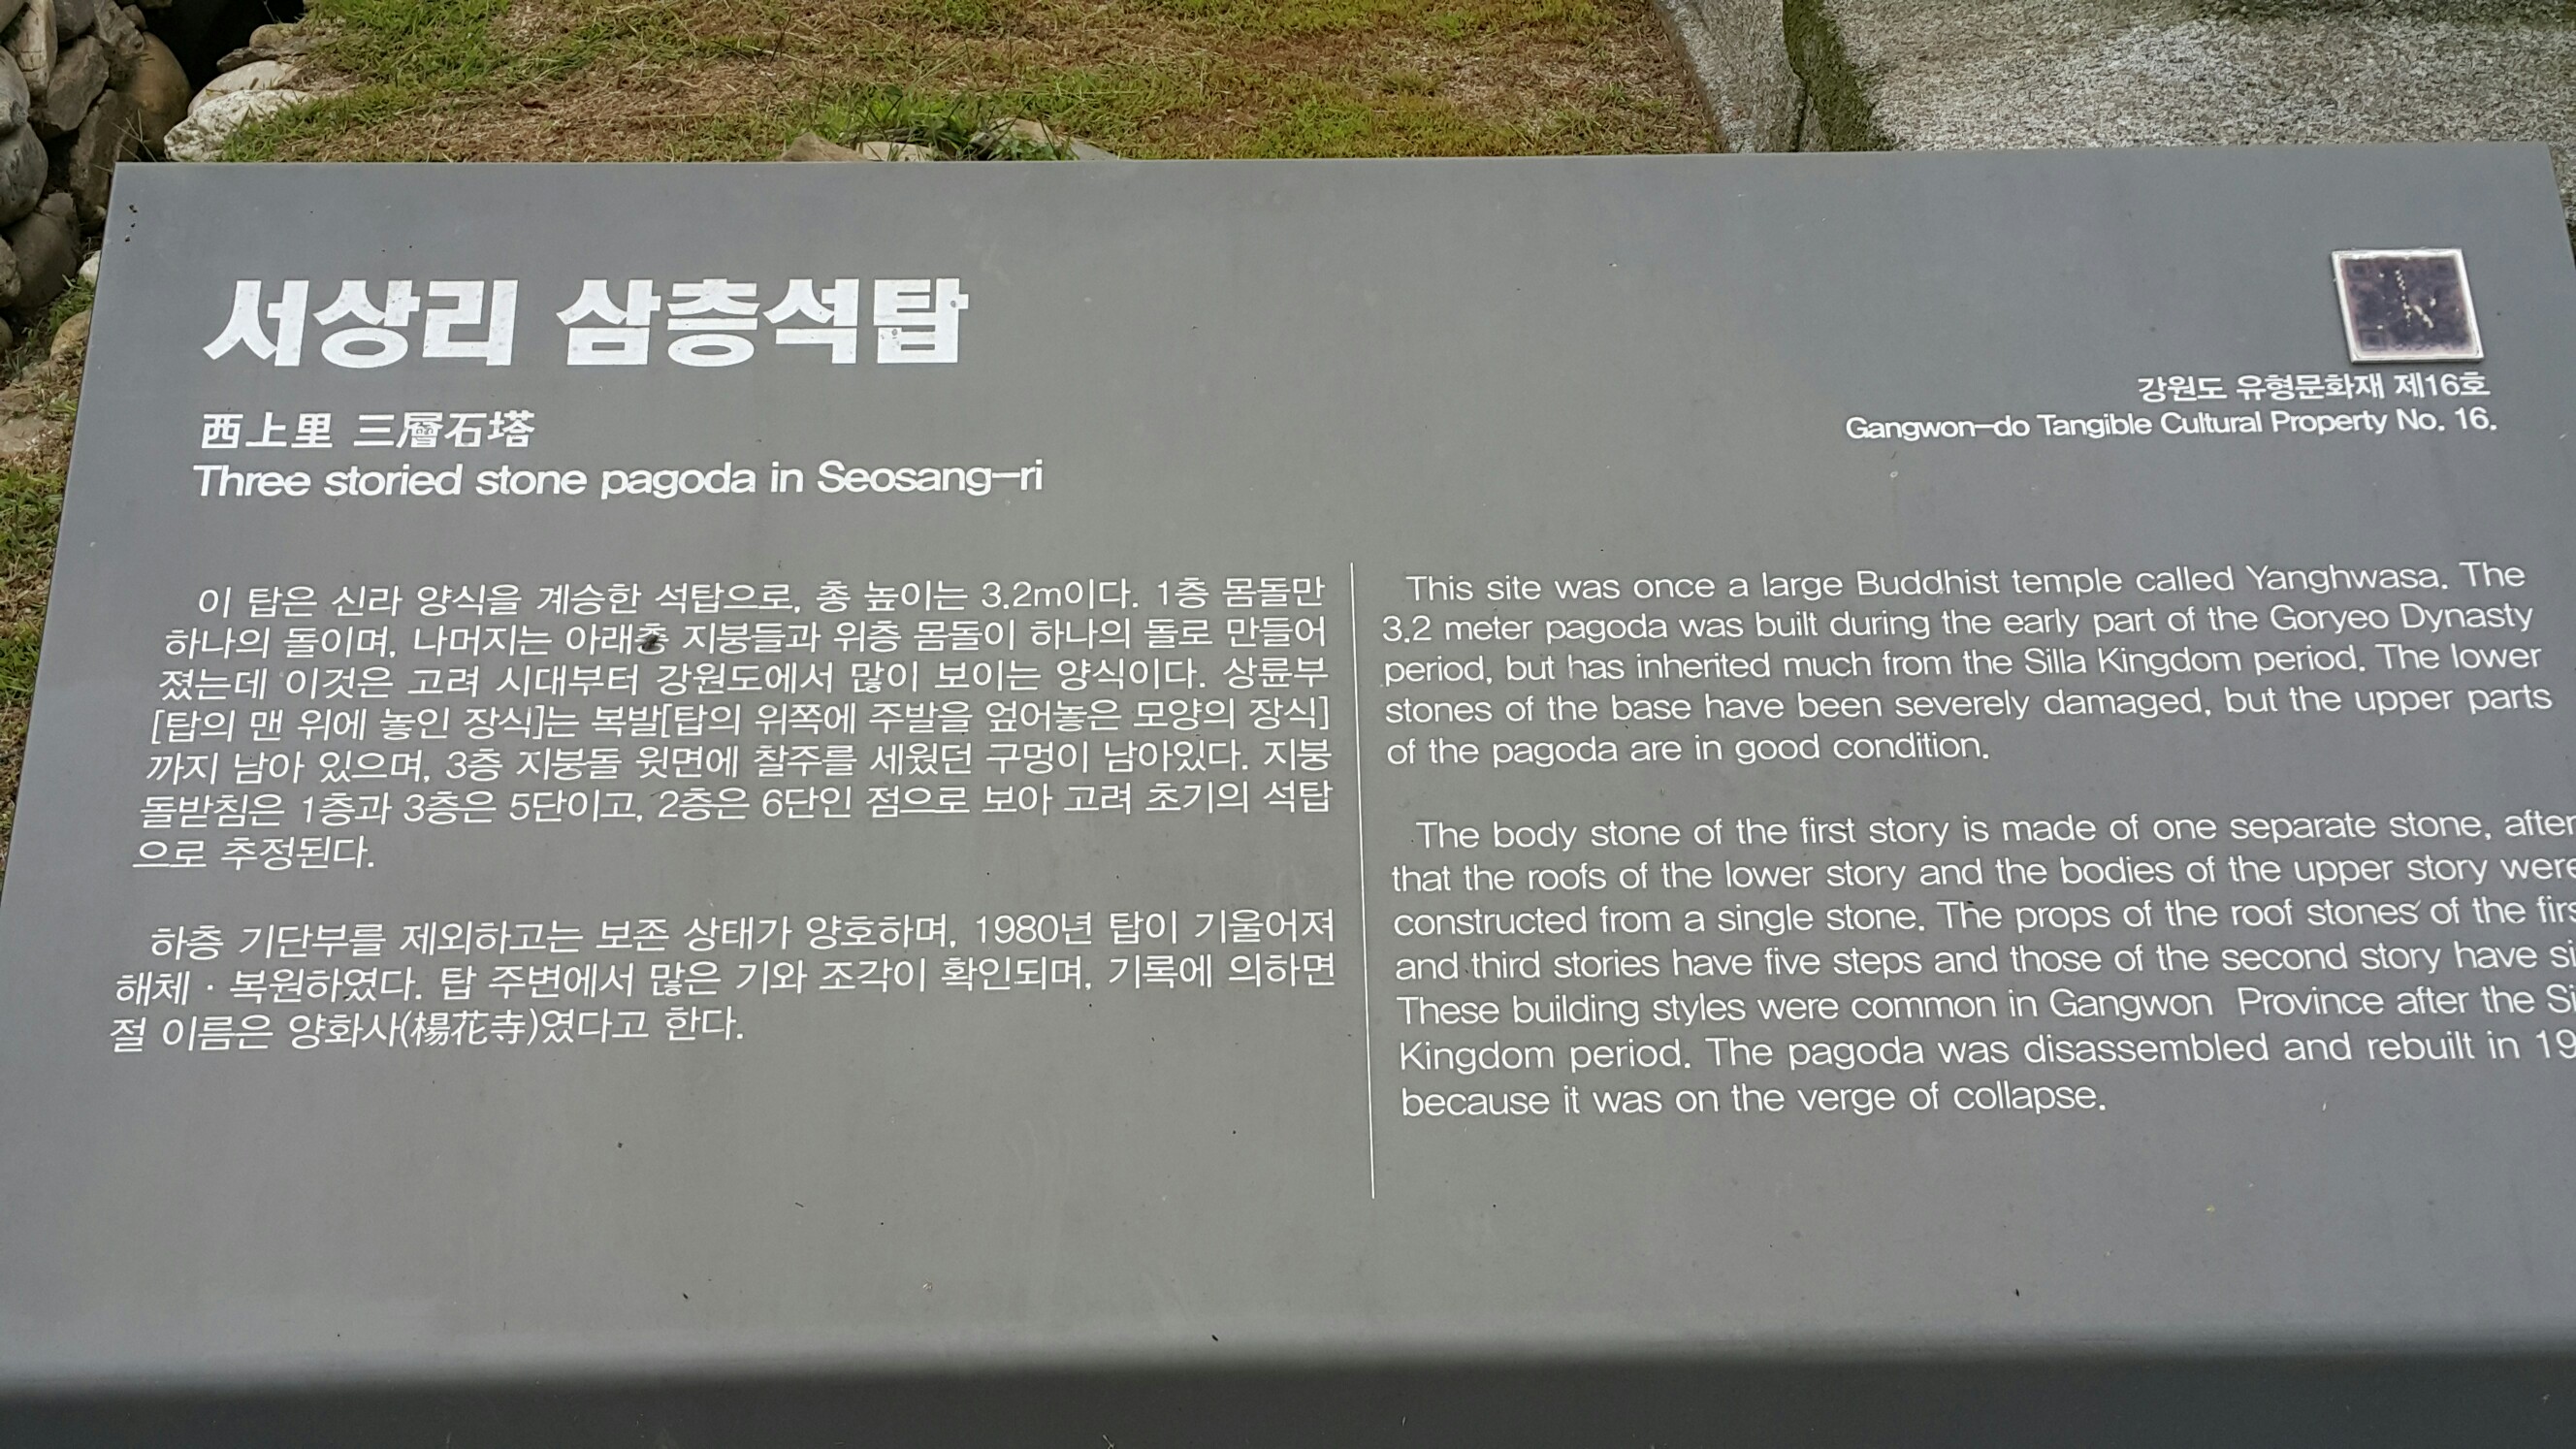 서상리 삼층석탑
西上里 三層石塔
Three storied stone pagoda in Seosang-ri
강원도 유형문화재 제16호
Gangwon-do Tangible Cultural Property No. 16.
이 탑은 신라 양식을 계승한 석탑으로, 총 높이는 3.2m이다. 1층 몸돌만
하나의 돌이며, 나머지는 아래층 지붕들과 위층 몸돌이 하나의 돌로 만들어
졌는데 이것은 고려 시대부터 강원도에서 많이 보이는 양식이다. 상륜부
[탑의 맨 위에 놓인 장식]는 복발[탑의 위쪽에 주발을 엎어놓은 모양의 장식]
까지 남아 있으며, 3층 지붕돌 윗면에 찰주를 세웠던 구멍이 남아있다. 지붕
돌받침은 1층과 3층은 5단이고, 2층은 6단인 점으로 보아 고려 초기의 석탑
으로 추정된다.
하층 기단부를 제외하고는 보존 상태가 양호하며, 1980년 탑이 기울어져
해체·복원하였다. 탑 주변에서 많은 기와 조각이 확인되며, 기록에 의하면
절 이름은 양화사(楊花寺)였다고 한다.
This site was once a large Buddhist temple called Yanghwasa. The
3.2 meter pagoda was built during the early part of the Goryeo Dynasty
period, but has inherited much from the Silla Kingdom period. The lower
stones of the base have been severely damaged, but the upper parts
of the pagoda are in good condition.
The body stone of the first story is made of one separate stone, after
that the roofs of the lower story and the bodies of the upper story were
constructed from a single stone. The props of the roof stones of the
and third stories have five steps and those of the second story have
These building styles were common in Gangwon Province after the
Kingdom period. The pagoda was disassembled and rebuilt in
because it was on the verge of collapse.